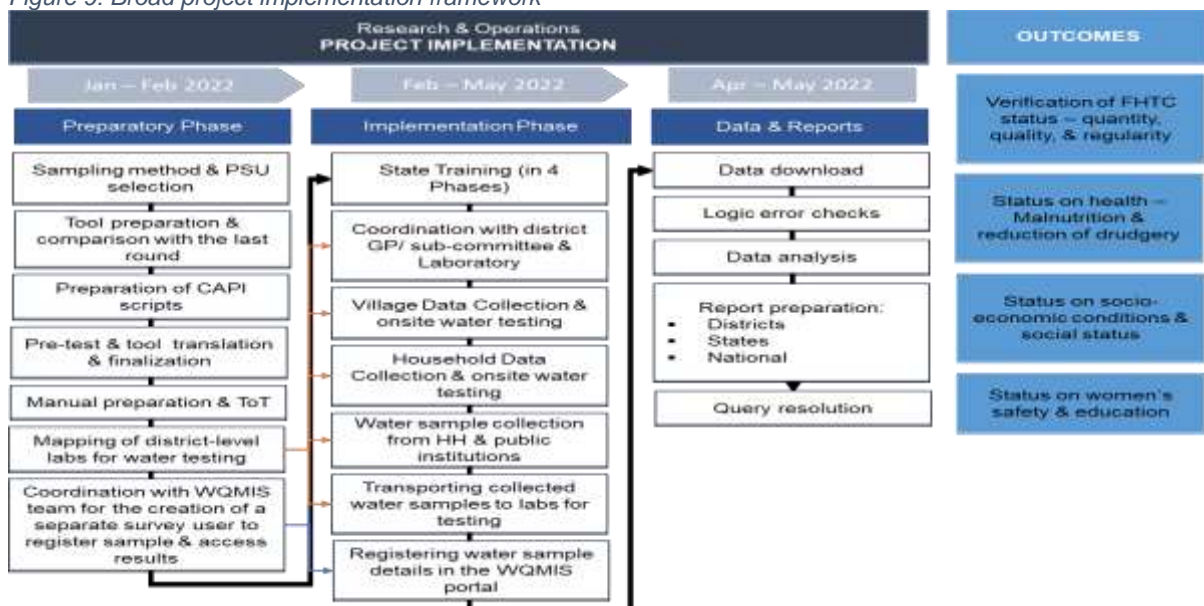 Figure 9: Broad project implementation framework
Research & Operations
PROJECT IMPLEMENTATION
Jan – Feb 2022
Preparatory Phase
Sampling method & PSU
selection
Tool preparation &
comparison with the last
round
Preparation of CAPI
scripts
Pre-test & tool translation
& finalization
Manual preparation & ToT
Mapping of district-level
labs for water testing
Coordination with WQMIS
team for the creation of a
separate survey user to
register sample & access
results
Feb – May 2022
Implementation Phase
State Training (in 4
Phases)
Coordination with district
GP/ sub-committee &
Laboratory
Village Data Collection &
onsite water testing
Household Data
Collection & onsite water
testing
Water sample collection
from HH & public
institutions
Transporting collected
water samples to labs for
testing
Registering water sample
details in the WQMIS
portal
Apr – May 2022
Data & Reports
Data download
Logic error checks
Data analysis
Report preparation:
• Districts
• States
• National
Query resolution
OUTCOMES
Verification of FHTC
status – quantity,
quality, & regularity
Status on health –
Malnutrition &
reduction of drudgery
Status on socio-
economic conditions &
social status
Status on women's
safety & education